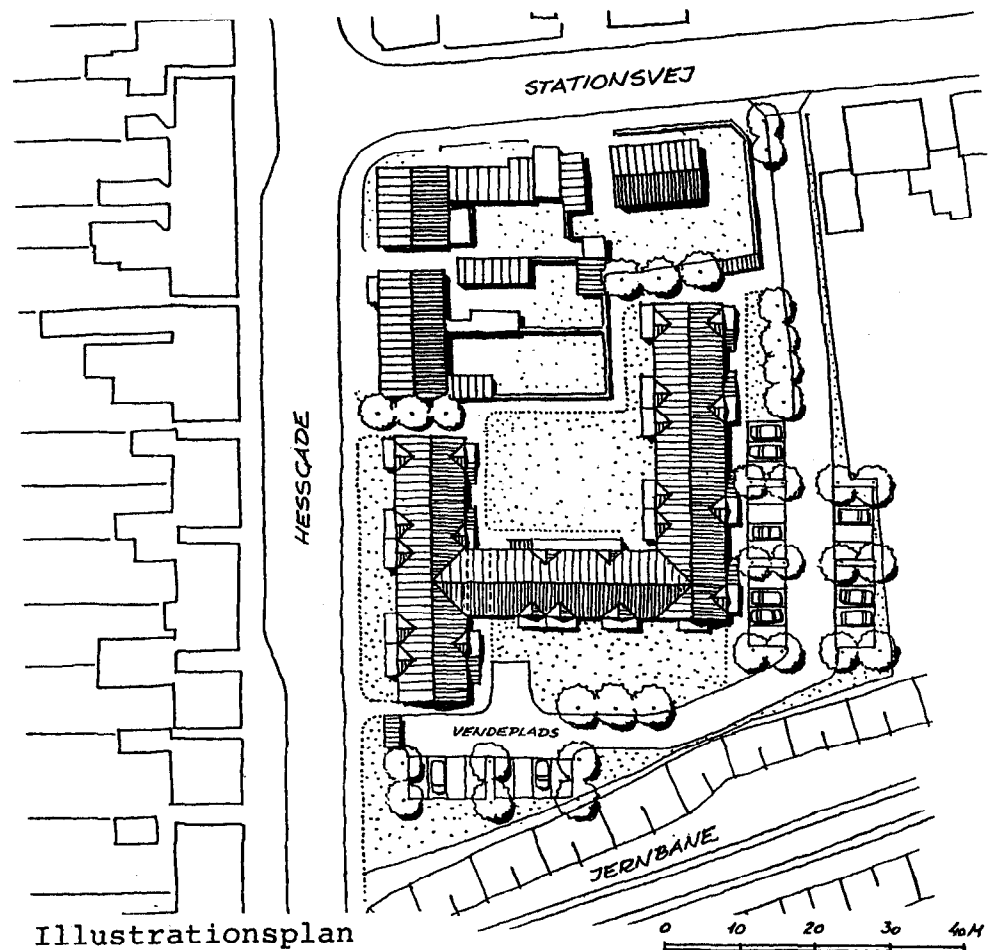 STATIONSVEJ
HESSGADE
VENDEPLADS
JERNBANE
Illustrationsplan
0 10 20 30 40M